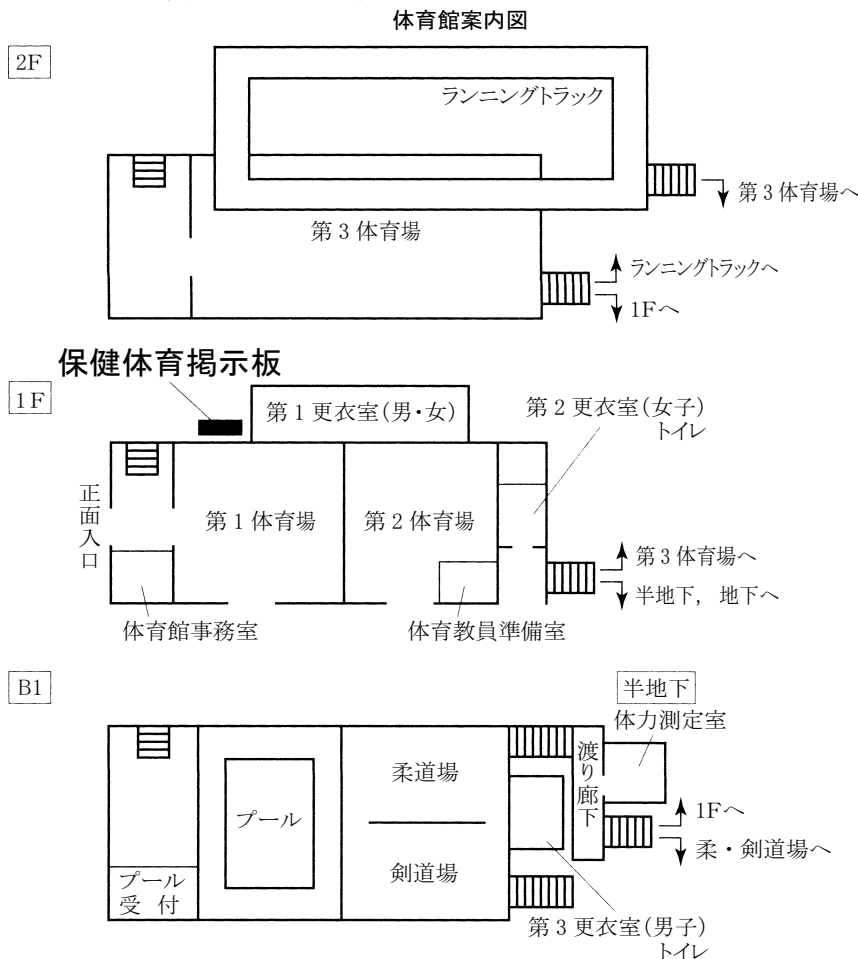 体育館案内図
2F
ランニングトラック
第3体育場へ
第3体育場
ランニングトラックへ
1Fへ
保健体育掲示板
1F
第1更衣室(男・女)
第2更衣室(女子)
トイレ
正面入口
第1体育場
第2体育場
第3体育場へ
半地下，地下へ
体育館事務室
体育教員準備室
B1
半地下
体力測定室
柔道場
渡り廊下
プール
1Fへ
柔・剣道場へ
剣道場
プール
受付
第3更衣室(男子)
トイレ